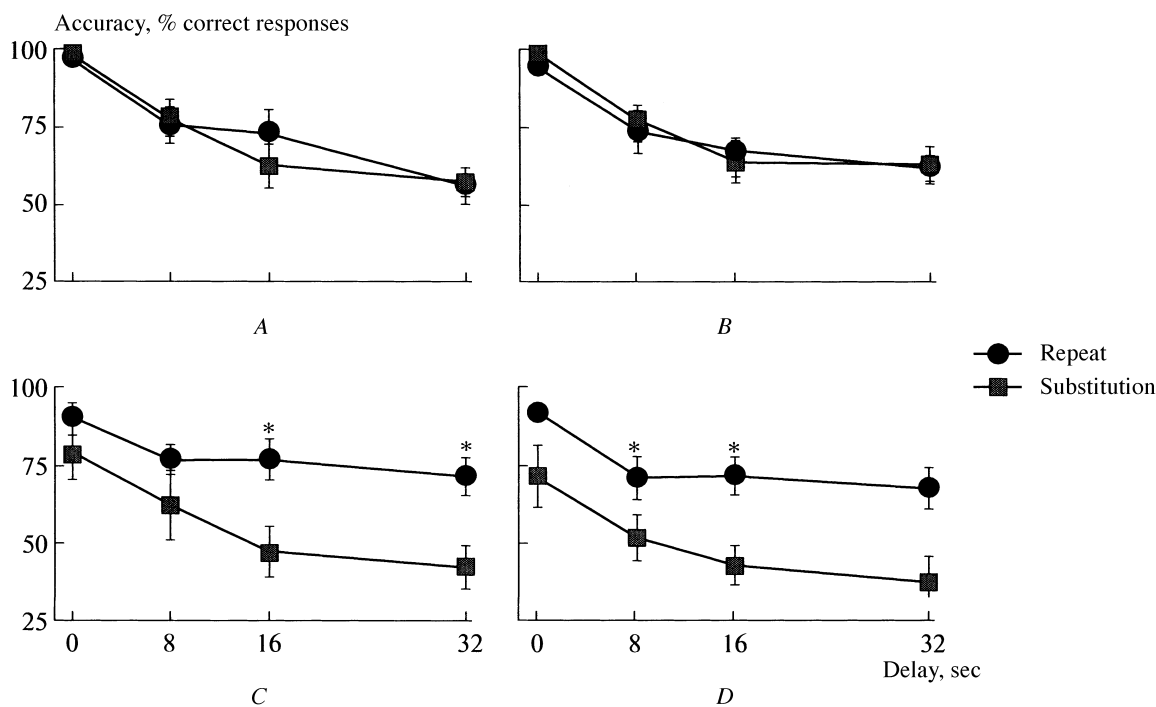 Accuracy, % correct responses
100
75
50
25
A
B
Repeat
Substitution
100
75
50
25
* *
* *
0 8 16 32
0 8 16 32
Delay, sec
C
D